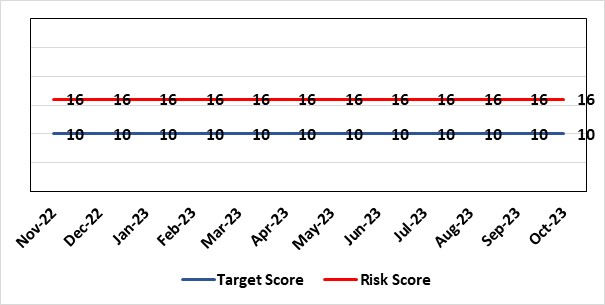 16 16 16 16 16 16 16 16 16 16 16 16
10 10 10 10 10 10 10 10 10 10 10 10
Nov-22 Dec-22 Jan-23 Feb-23 Mar-23 Apr-23 May-23 Jun-23 Jul-23 Aug-23 Sep-23 Oct-23
Target Score Risk Score